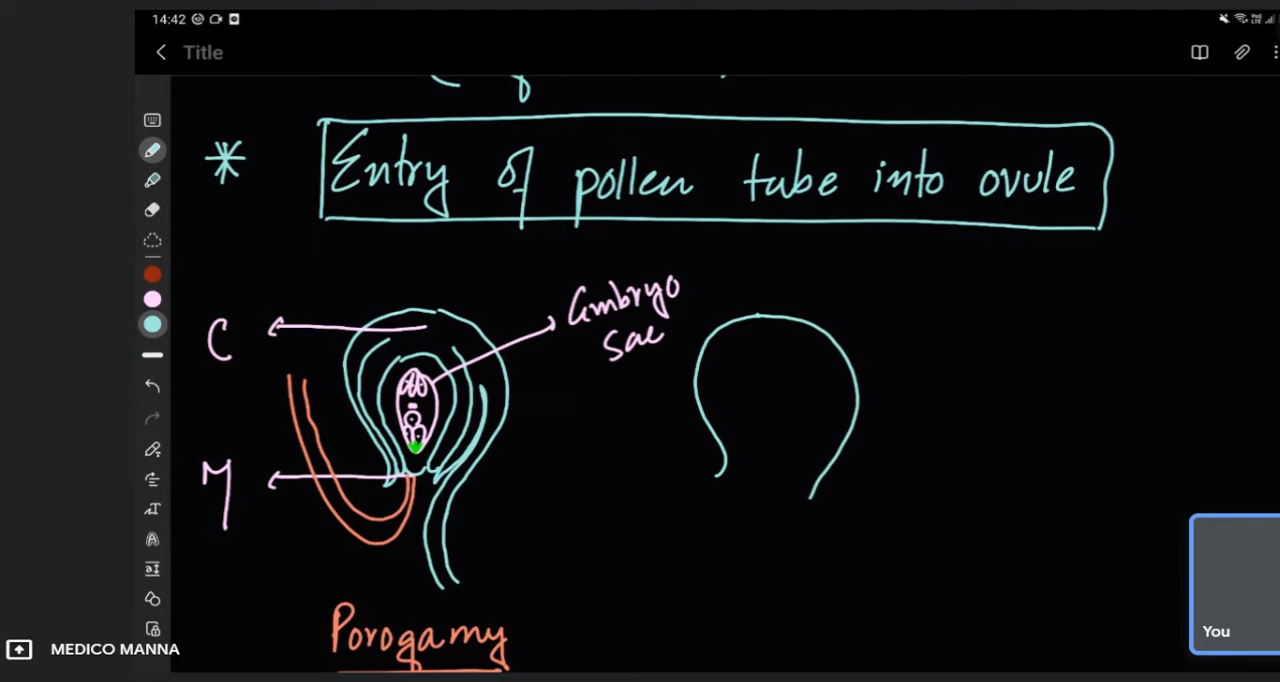 14:42
Title
* Entry of pollen tube into ovule
Embryo
sac
C
M
Porogamy
You
MEDICO MANNA